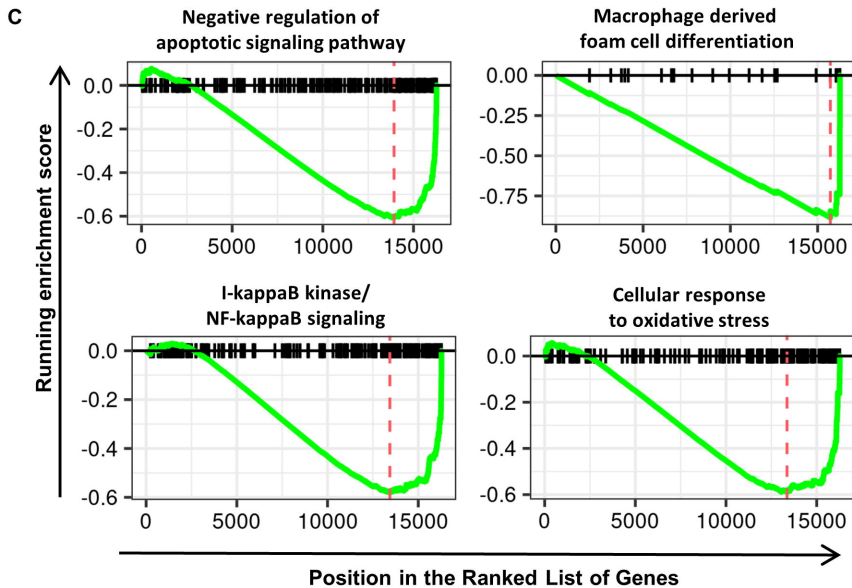 C
Negative regulation of
apoptotic signaling pathway
0.0
-0.2
-0.4
-0.6
0
5000
10000
15000
Macrophage derived
foam cell differentiation
0.00
-0.25
-0.50
-0.75
0
5000
10000
15000
I-kappaB kinase/
NF-kappaB signaling
0.0
-0.2
-0.4
-0.6
0
5000
10000
15000
Cellular response
to oxidative stress
0.0
-0.2
-0.4
-0.6
0
5000
10000
15000
Running enrichment score
Position in the Ranked List of Genes